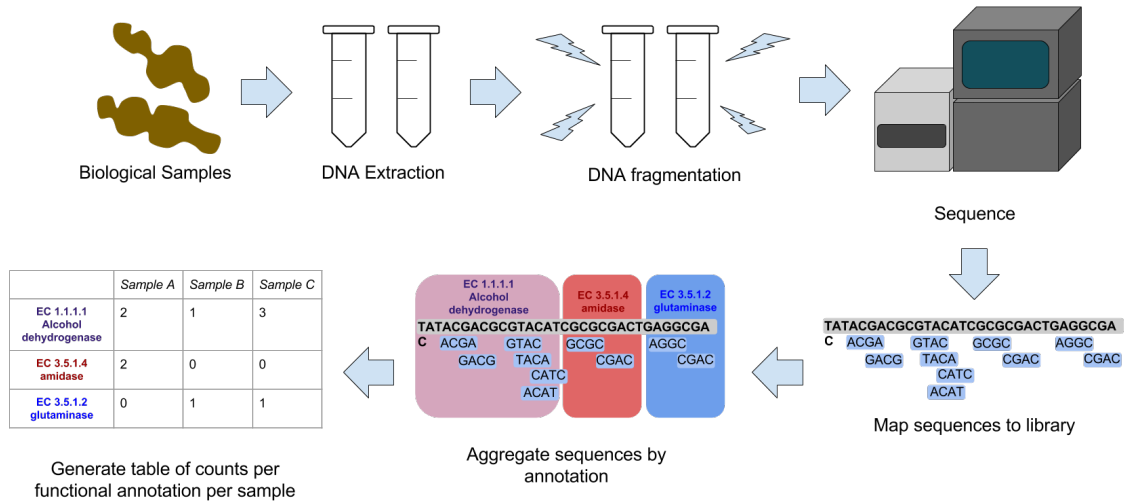 Biological Samples
DNA Extraction
DNA fragmentation
Sequence
TATACGACGCGTACATCGCGCGACTGAGGCGA
C ACGA GTAC GCGC AGGC
GACG TACA CGAC CGAC
CATC
ACAT
Map sequences to library
EC 1.1.1.1
Alcohol
dehydrogenase
EC 3.5.1.4
amidase
EC 3.5.1.2
glutaminase
TATACGACGCGTACATCGCGCGACTGAGGCGA
C ACGA GTAC GCGC AGGC
GACG TACA CGAC CGAC
CATC
ACAT
Aggregate sequences by
annotation
Sample A Sample B Sample C
EC 1.1.1.1
Alcohol
dehydrogenase
2 1 3
EC 3.5.1.4
amidase
2 0 0
EC 3.5.1.2
glutaminase
0 1 1
Generate table of counts per
functional annotation per sample